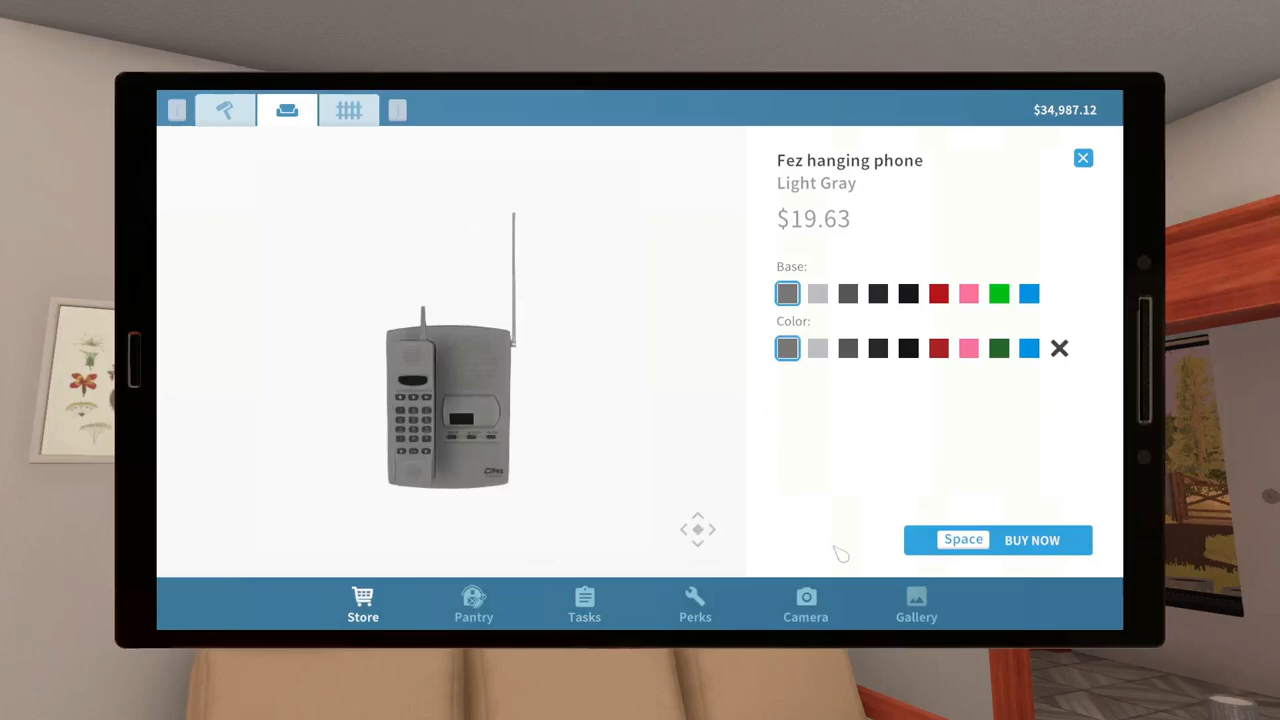 $34,987.12
Fez hanging phone
Light Gray
$19.63
Base:
Color:
Fez
Space BUY NOW
Store Pantry Tasks Perks Camera Gallery